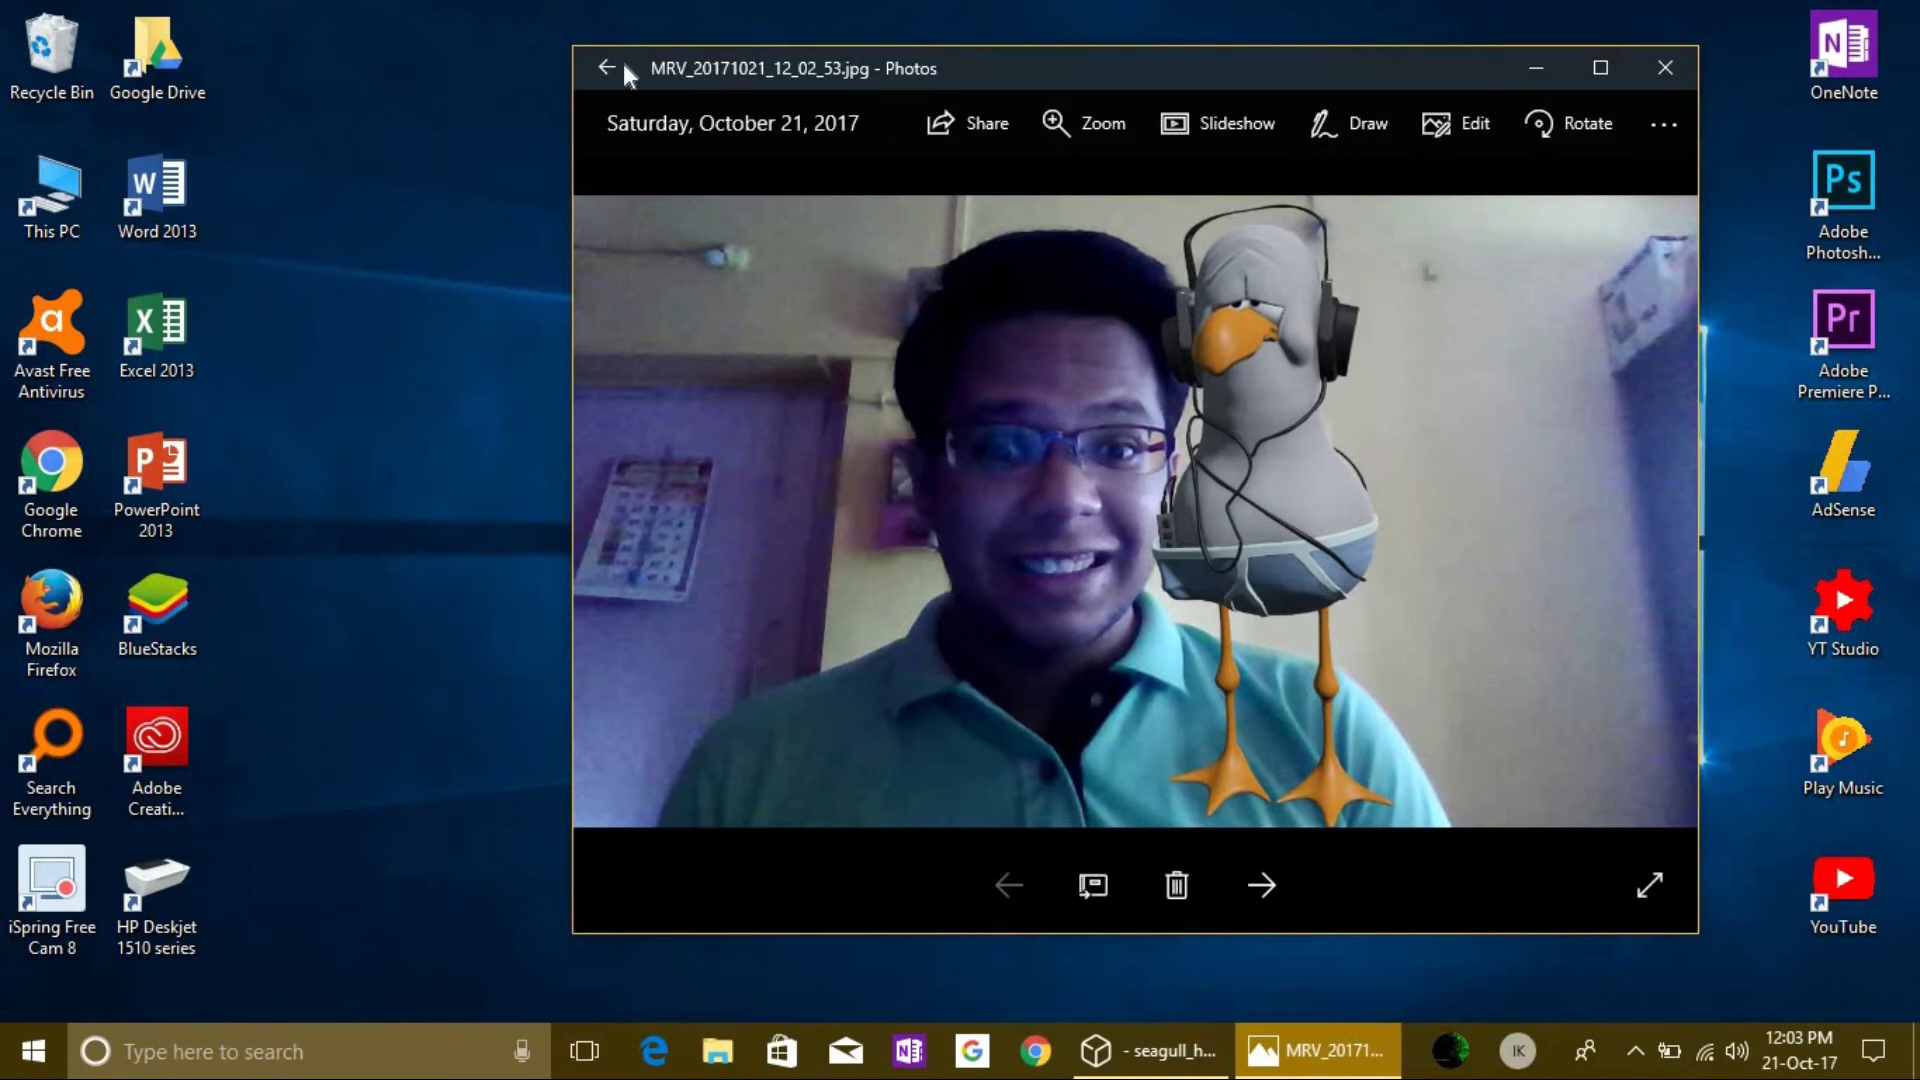 Recycle Bin
Google Drive
This PC
Word 2013
Avast Free
Antivirus
Excel 2013
Google
Chrome
PowerPoint
2013
Mozilla
Firefox
BlueStacks
Search
Everything
Adobe
Creati...
iSpring Free
Cam 8
HP Deskjet
1510 series
MRV_20171021_12_02_53.jpg - Photos
Saturday, October 21, 2017
Share
Zoom
Slideshow
Draw
Edit
Rotate
OneNote
Ps
Adobe
Photosh...
Pr
Adobe
Premiere P...
AdSense
YT Studio
Play Music
YouTube
Type here to search
- seagull_h...
MRV_20171...
IK
12:03 PM
21-Oct-17